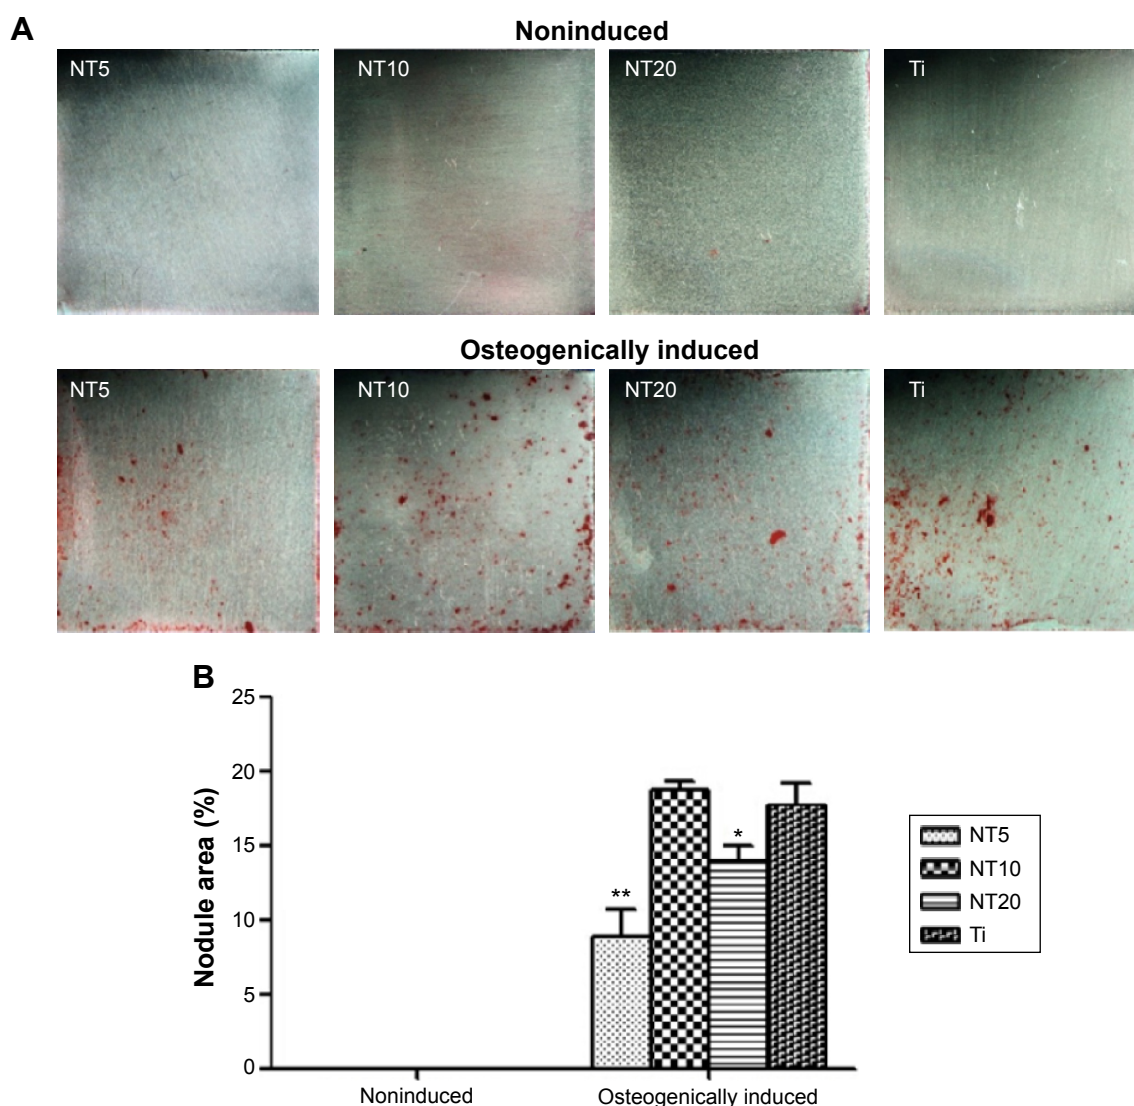 A
Noninduced
NT5 NT10 NT20 Ti
Osteogenically induced
NT5 NT10 NT20 Ti
B
Nodule area (%)
25
20
15
10
5
0
**
*
Noninduced Osteogenically induced
NT5
NT10
NT20
Ti